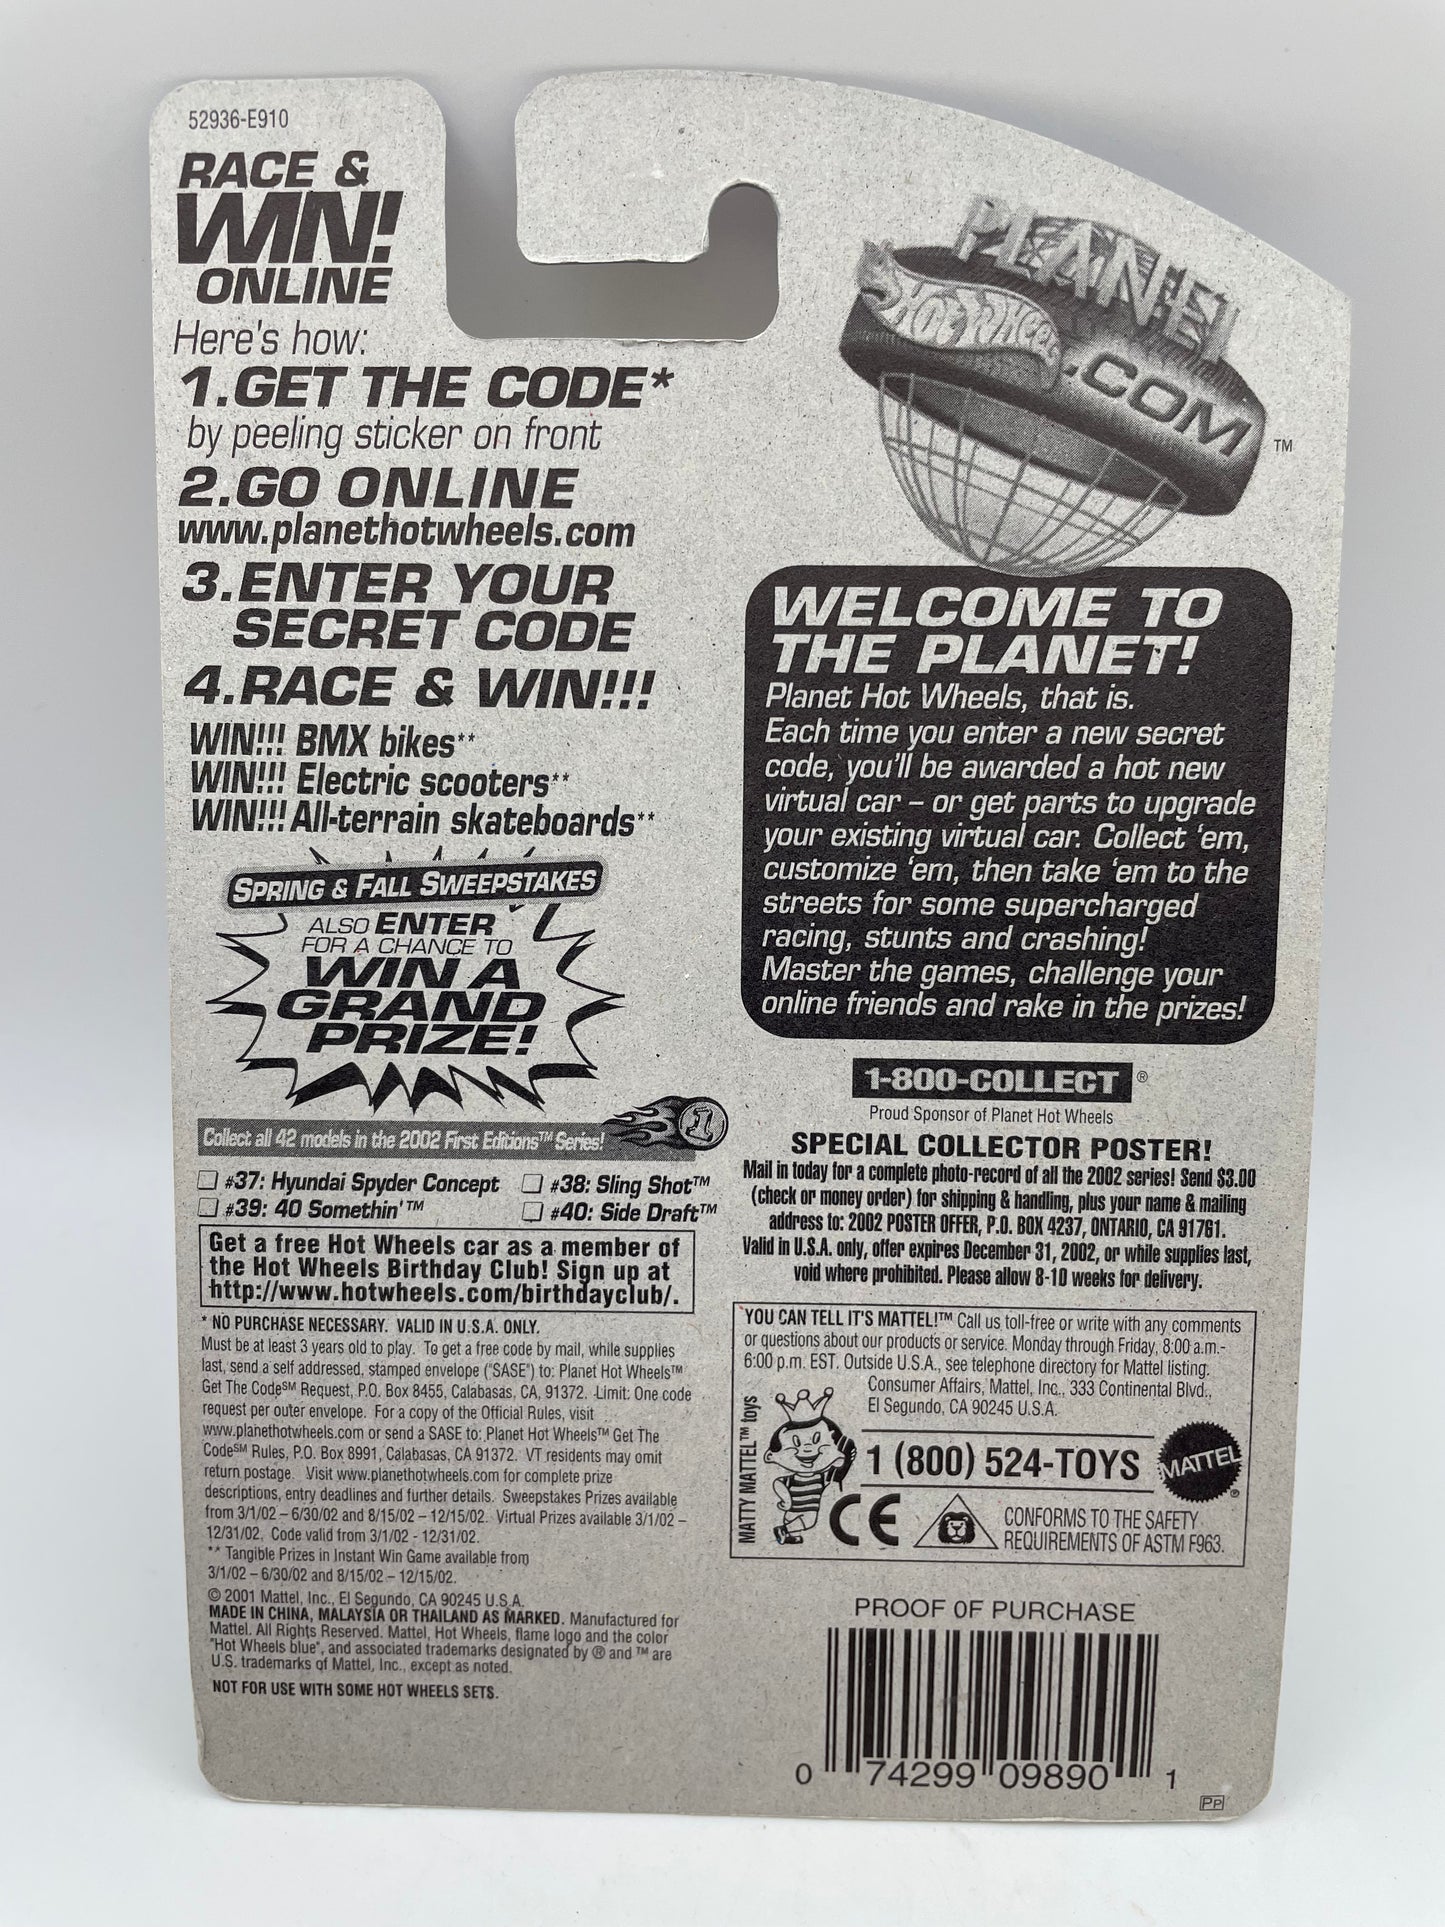 52936-E910
RACE &
WIN!
ONLINE
Here's how:
1.GET THE CODE*
by peeling sticker on front
2.GO ONLINE
www.planethotwheels.com
3.ENTER YOUR
SECRET CODE
4.RACE & WIN!!!
WIN!!! BMX bikes**
WIN!!! Electric scooters**
WIN!!! All-terrain skateboards**
SPRING & FALL SWEEPSTAKES
ALSO ENTER
FOR A CHANCE TO
WIN A
GRAND
PRIZE!
Collect all 42 models in the 2002 First Editions™ Series!
1
#37: Hyundai Spyder Concept
#38: Sling Shot™
#39: 40 Somethin'™
#40: Side Draft™
Get a free Hot Wheels car as a member of
the Hot Wheels Birthday Club! Sign up at
http://www.hotwheels.com/birthdayclub/.
* NO PURCHASE NECESSARY. VALID IN U.S.A. ONLY.
Must be at least 3 years old to play. To get a free code by mail, while supplies
last, send a self addressed, stamped envelope ("SASE") to: Planet Hot Wheels™
Get The Code℠ Request, P.O. Box 8455, Calabasas, CA, 91372. Limit: One code
request per outer envelope. For a copy of the Official Rules, visit
www.planethotwheels.com or send a SASE to: Planet Hot Wheels™ Get The
Code℠ Rules, P.O. Box 8991, Calabasas, CA 91372. VT residents may omit
return postage. Visit www.planethotwheels.com for complete prize
descriptions, entry deadlines and further details. Sweepstakes Prizes available
from 3/1/02 – 6/30/02 and 8/15/02 – 12/15/02. Virtual Prizes available 3/1/02 –
12/31/02. Code valid from 3/1/02 - 12/31/02.
** Tangible Prizes in Instant Win Game available from
3/1/02 – 6/30/02 and 8/15/02 – 12/15/02.
© 2001 Mattel, Inc., El Segundo, CA 90245 U.S.A.
MADE IN CHINA, MALAYSIA OR THAILAND AS MARKED. Manufactured for
Mattel. All Rights Reserved. Mattel, Hot Wheels, flame logo and the color
"Hot Wheels blue", and associated trademarks designated by ® and ™ are
U.S. trademarks of Mattel, Inc., except as noted.
NOT FOR USE WITH SOME HOT WHEELS SETS.
PLANET
HOT WHEELS
.COM
™
WELCOME TO
THE PLANET!
Planet Hot Wheels, that is.
Each time you enter a new secret
code, you'll be awarded a hot new
virtual car – or get parts to upgrade
your existing virtual car. Collect 'em,
customize 'em, then take 'em to the
streets for some supercharged
racing, stunts and crashing!
Master the games, challenge your
online friends and rake in the prizes!
1-800-COLLECT ®
Proud Sponsor of Planet Hot Wheels
SPECIAL COLLECTOR POSTER!
Mail in today for a complete photo-record of all the 2002 series! Send $3.00
(check or money order) for shipping & handling, plus your name & mailing
address to: 2002 POSTER OFFER, P.O. BOX 4237, ONTARIO, CA 91761.
Valid in U.S.A. only, offer expires December 31, 2002, or while supplies last,
void where prohibited. Please allow 8-10 weeks for delivery.
YOU CAN TELL IT'S MATTEL!™ Call us toll-free or write with any comments
or questions about our products or service. Monday through Friday, 8:00 a.m.-
6:00 p.m. EST. Outside U.S.A., see telephone directory for Mattel listing.
Consumer Affairs, Mattel, Inc., 333 Continental Blvd.,
El Segundo, CA 90245 U.S.A.
MATTY MATTEL™ toys
1 (800) 524-TOYS
MATTEL ®
CE
CONFORMS TO THE SAFETY
REQUIREMENTS OF ASTM F963.
PROOF OF PURCHASE
0 74299 09890 1
PP